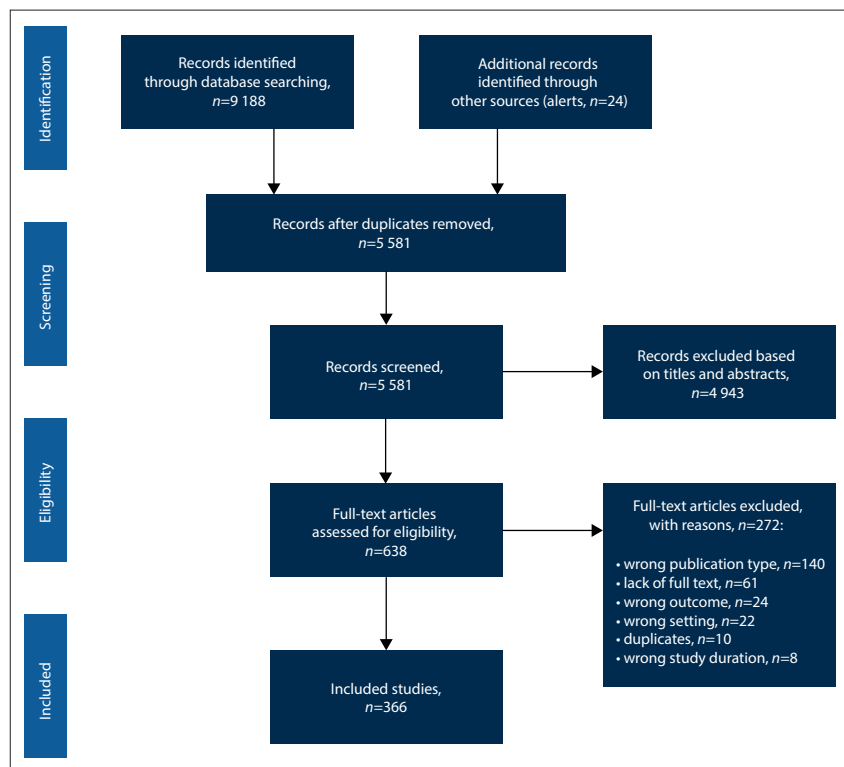 Identification
Records identified
through database searching,
n=9 188
Additional records
identified through
other sources (alerts, n=24)
Screening
Records after duplicates removed,
n=5 581
Records screened,
n=5 581
Records excluded based
on titles and abstracts,
n=4 943
Eligibility
Full-text articles
assessed for eligibility,
n=638
Full-text articles excluded,
with reasons, n=272:
• wrong publication type, n=140
• lack of full text, n=61
• wrong outcome, n=24
• wrong setting, n=22
• duplicates, n=10
• wrong study duration, n=8
Included
Included studies,
n=366